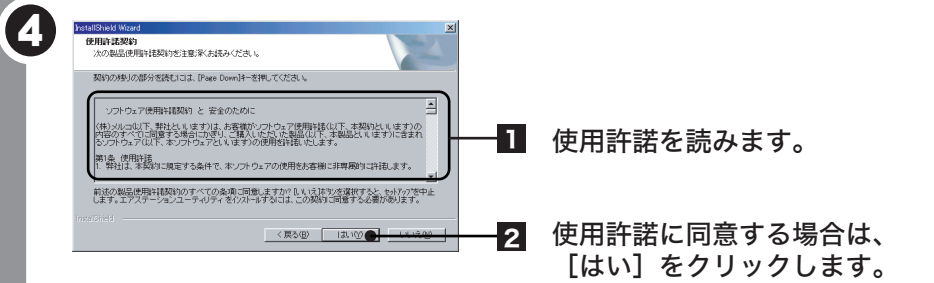 4
InstallShield Wizard
使用許諾契約
次の製品使用許諾契約を注意深くお読みください。
契約の残りの部分を読むには、[Page Down]キーを押してください。
ソフトウェア使用許諾契約 と 安全のために
(株)メルコ(以下、弊社といいます)は、お客様がソフトウェア使用許諾(以下、本契約といいます)の
内容のすべてに同意する場合にかぎり、ご購入いただいた製品(以下、本製品といいます)に含まれ
るソフトウェア(以下、本ソフトウェアといいます)の使用を許諾いたします。
第1条 使用許諾
1. 弊社は、本契約に規定する条件で、本ソフトウェアの使用をお客様に非専属的に許諾します。
前述の製品使用許諾契約のすべての条項に同意しますか? [いいえ]ボタンを選択すると、セットアップを中止
します。エアステーションユーティリティ をインストールするには、この契約に同意する必要があります。
InstallShield
< 戻る(B)
はい(Y)
いいえ(N)
1 使用許諾を読みます。
2 使用許諾に同意する場合は、
[はい]をクリックします。